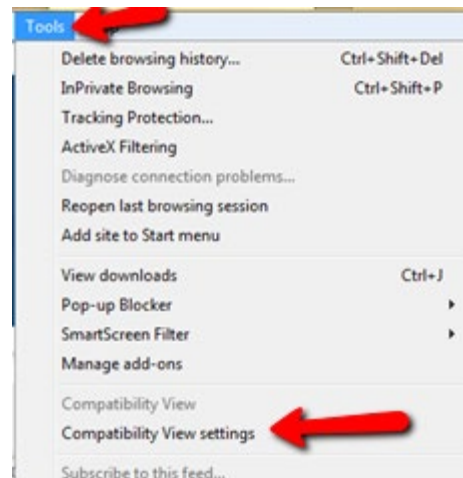 Tools
Delete browsing history... Ctrl+Shift+Del
InPrivate Browsing Ctrl+Shift+P
Tracking Protection...
ActiveX Filtering
Diagnose connection problems...
Reopen last browsing session
Add site to Start menu
View downloads Ctrl+J
Pop-up Blocker
SmartScreen Filter
Manage add-ons
Compatibility View
Compatibility View settings
Subscribe to this feed...